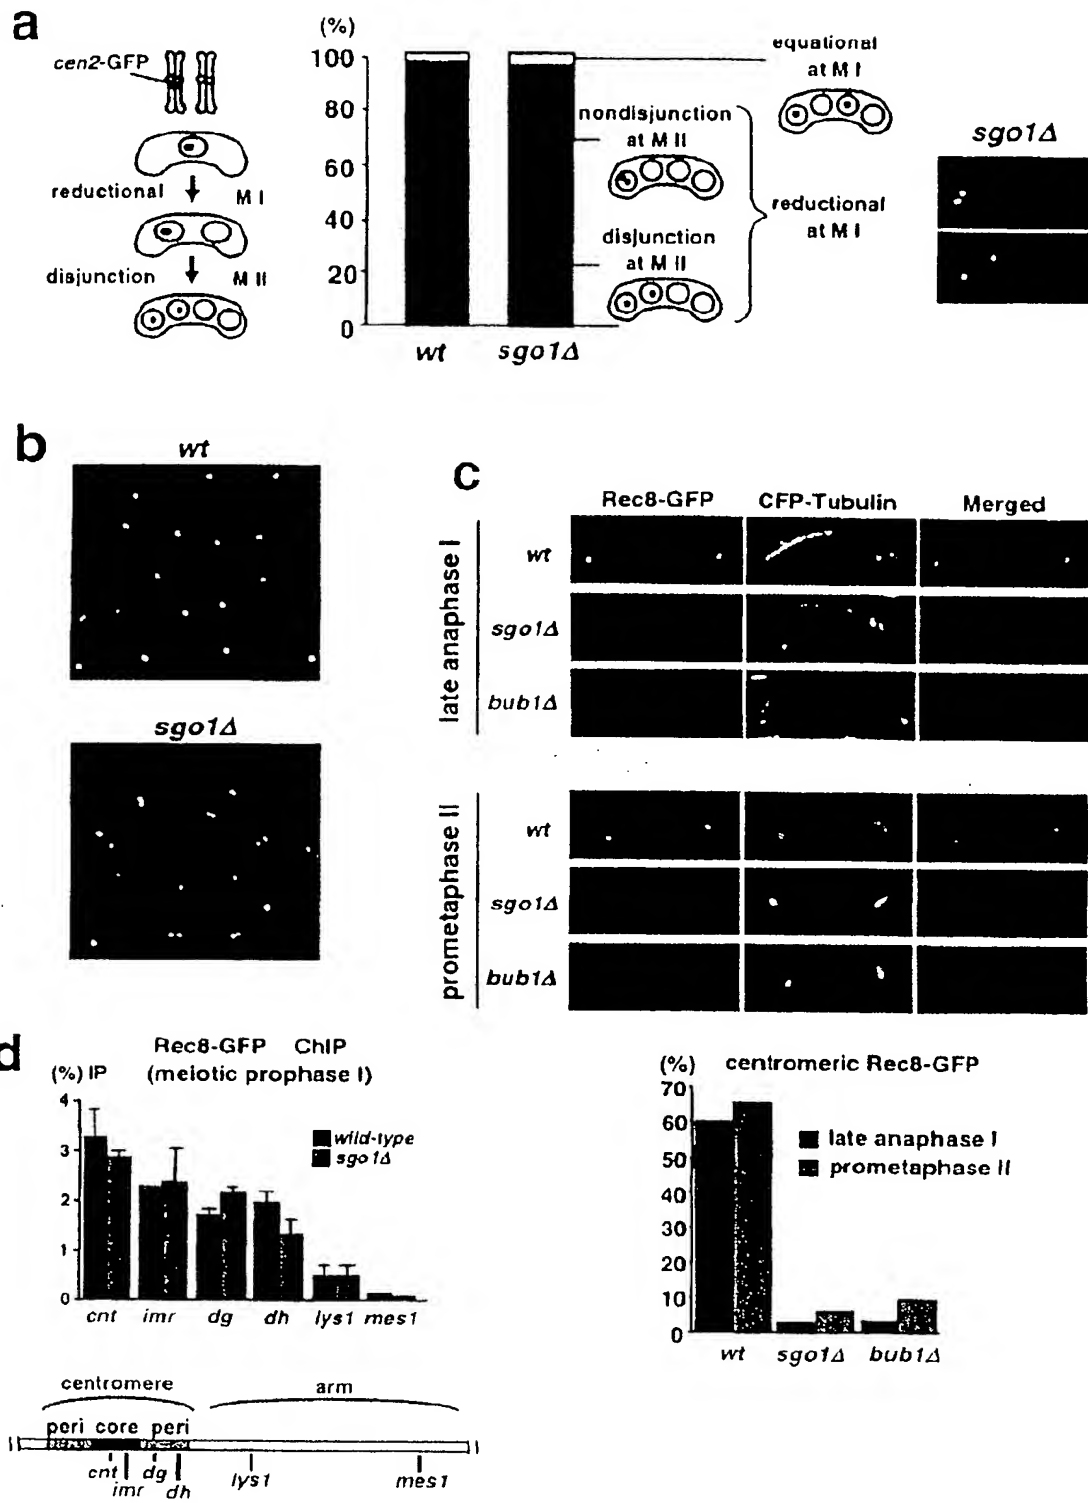 a
cen2-GFP
reductional
M I
disjunction
M II
(%)
100
80
60
40
20
0
wt
sgo1Δ
nondisjunction
at M II
disjunction
at M II
equational
at M I
reductional
at M I
sgo1Δ
b
wt
sgo1Δ
c
Rec8-GFP
CFP-Tubulin
Merged
late anaphase I
wt
sgo1Δ
bub1Δ
prometaphase II
wt
sgo1Δ
bub1Δ
d
Rec8-GFP ChIP
(meiotic prophase I)
(%) IP
4
3
2
1
0
wild-type
sgo1Δ
cnt imr dg dh lys1 mes1
centromere
arm
peri core peri
cnt
imr
dg
dh
lys1
mes1
(%) centromeric Rec8-GFP
70
60
50
40
30
20
10
0
late anaphase I
prometaphase II
wt sgo1Δ bub1Δ